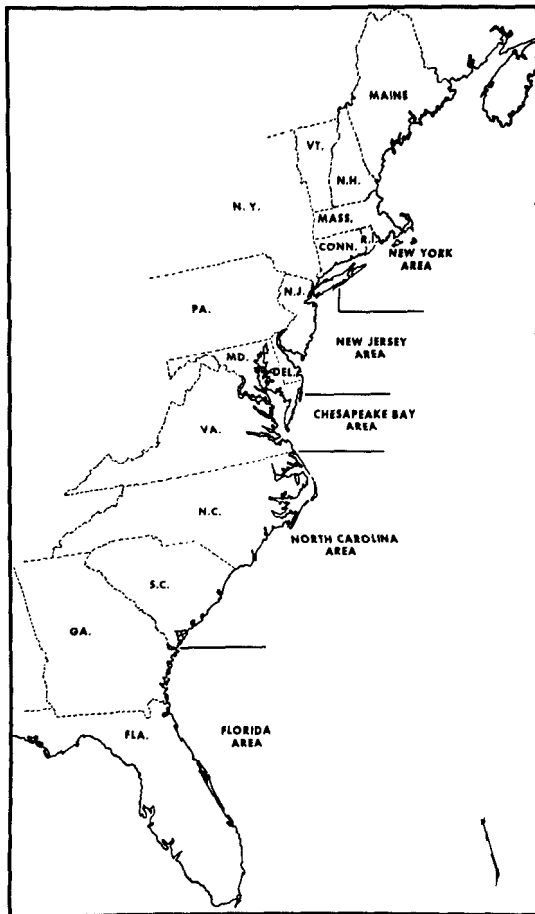 MAINE
VT.
N.H.
N.Y.
MASS.
CONN.
R.I.
NEW YORK
AREA
N.J.
PA.
NEW JERSEY
AREA
MD.
DEL.
CHESAPEAKE BAY
AREA
VA.
N.C.
NORTH CAROLINA
AREA
S.C.
GA.
FLA.
FLORIDA
AREA